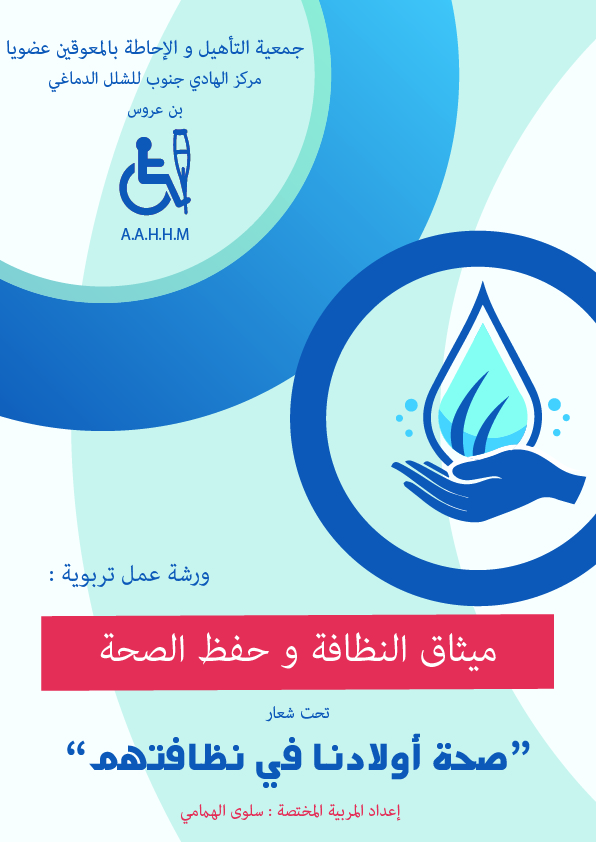 جمعية التأهيل و الإحاطة بالمعوقين عضويا
مركز الهادي جنوب للشلل الدماغي
بن عروس
A.A.H.H.M
ورشة عمل تربوية :
ميثاق النظافة و حفظ الصحة
تحت شعار
”صحة أولادنا في نظافتهم“
إعداد المربية المختصة : سلوى الهمامي